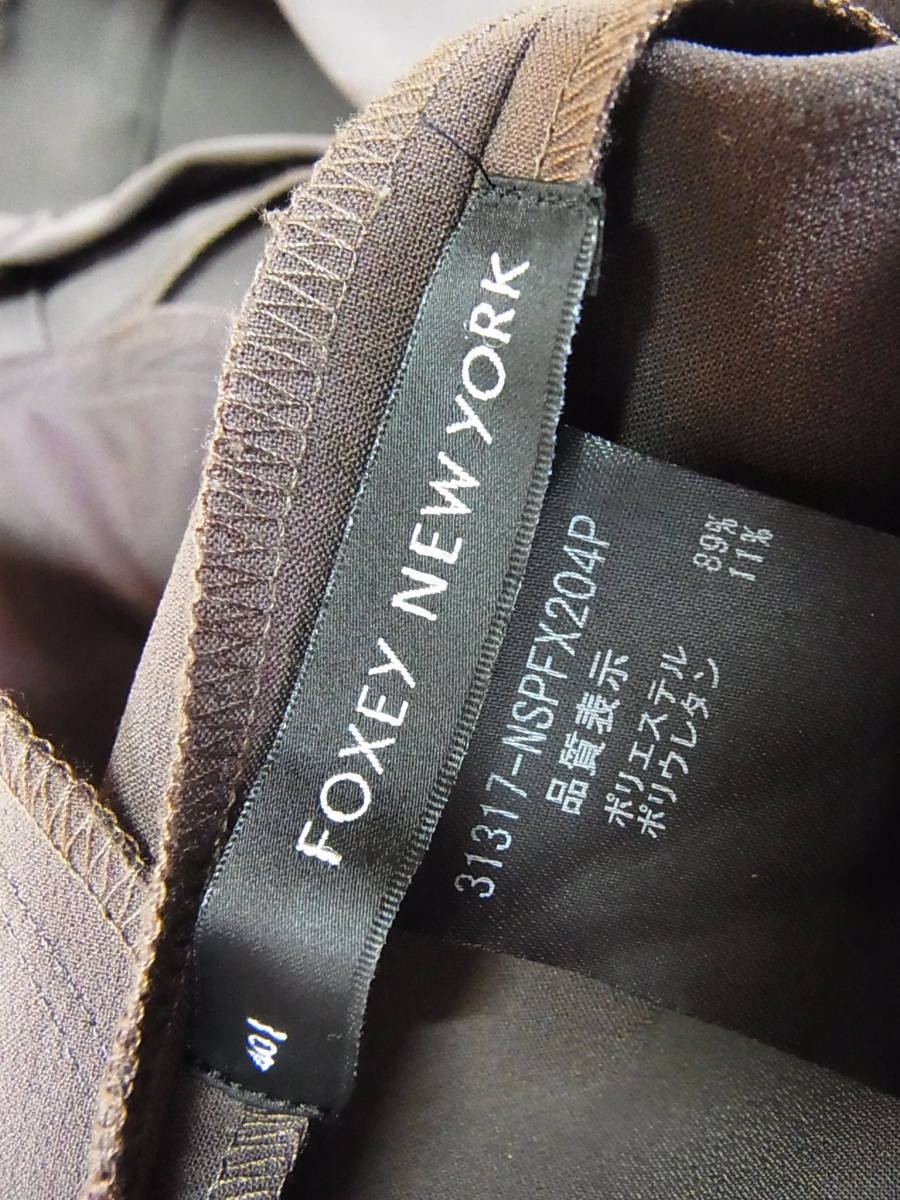 FOXEY NEW YORK
40
31317-NSPFX204P
品質表示
ポリエステル 89%
ポリウレタン 11%